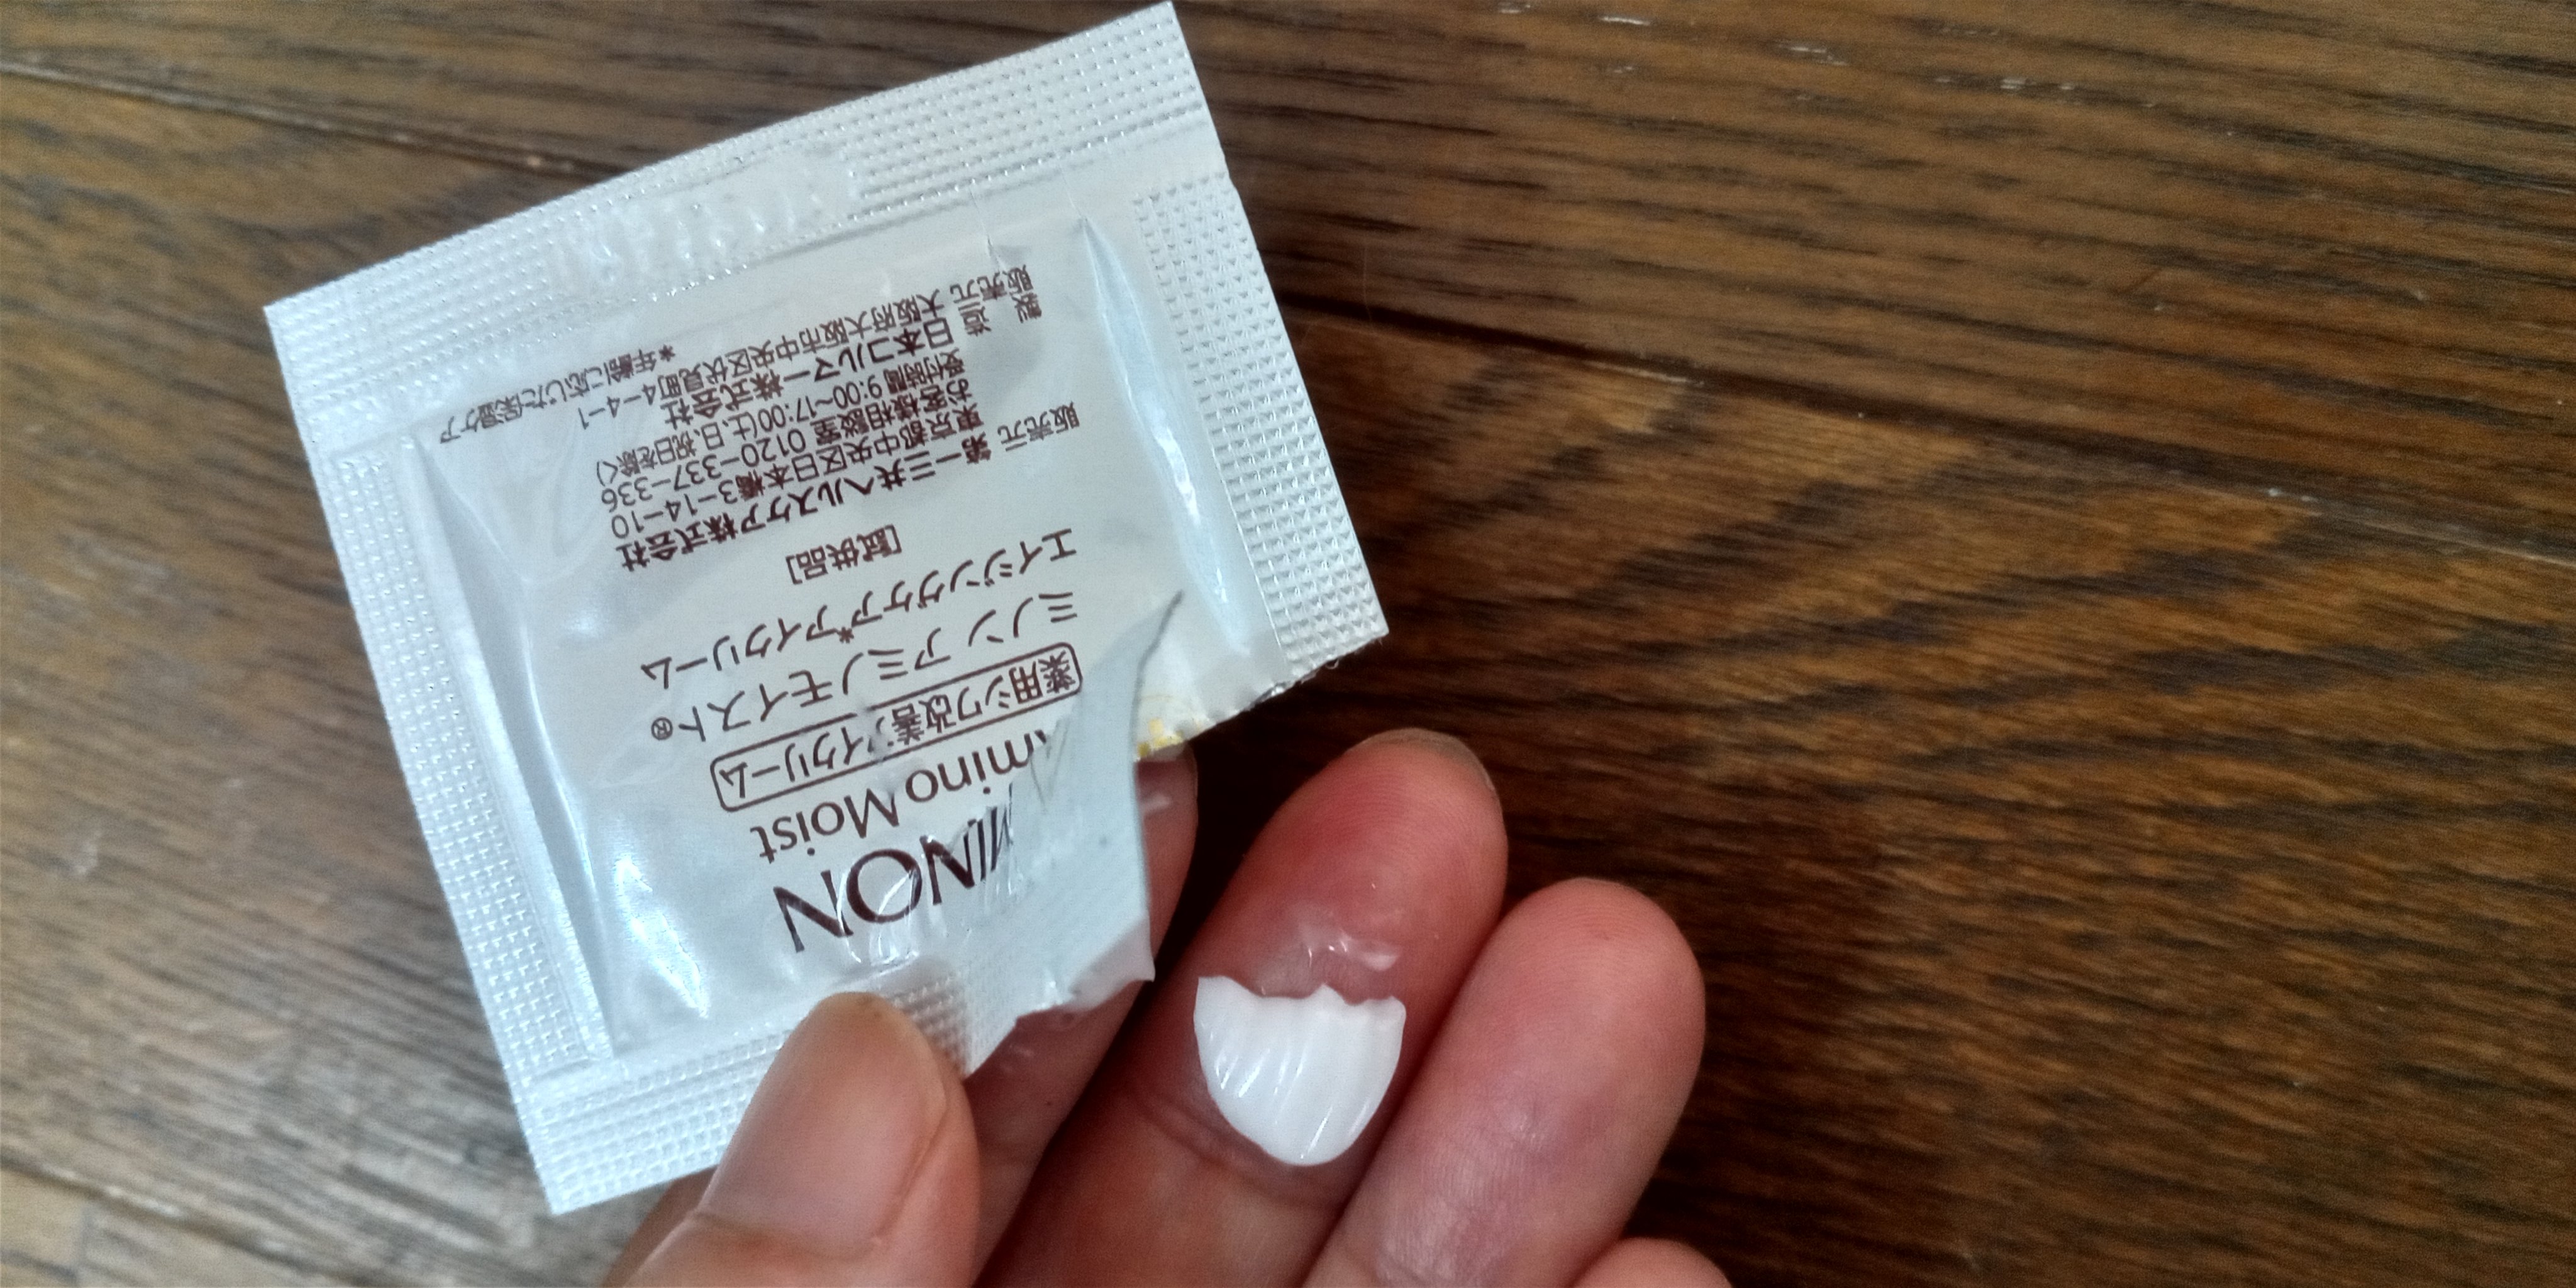 MINON
Amino Moist
薬用シワ改善アイクリーム
ミノン アミノモイスト®
エイジングケア*アイクリーム
[試供品]
販売元 第一三共ヘルスケア株式会社
東京都中央区日本橋3-14-10
お客様相談室 0120-337-336
受付時間 9:00~17:00(土、日、祝日を除く)
製造 日本コルマー株式会社
販売元 大阪府大阪市中央区伏見町4-4-1
*年齢に応じた保湿ケア